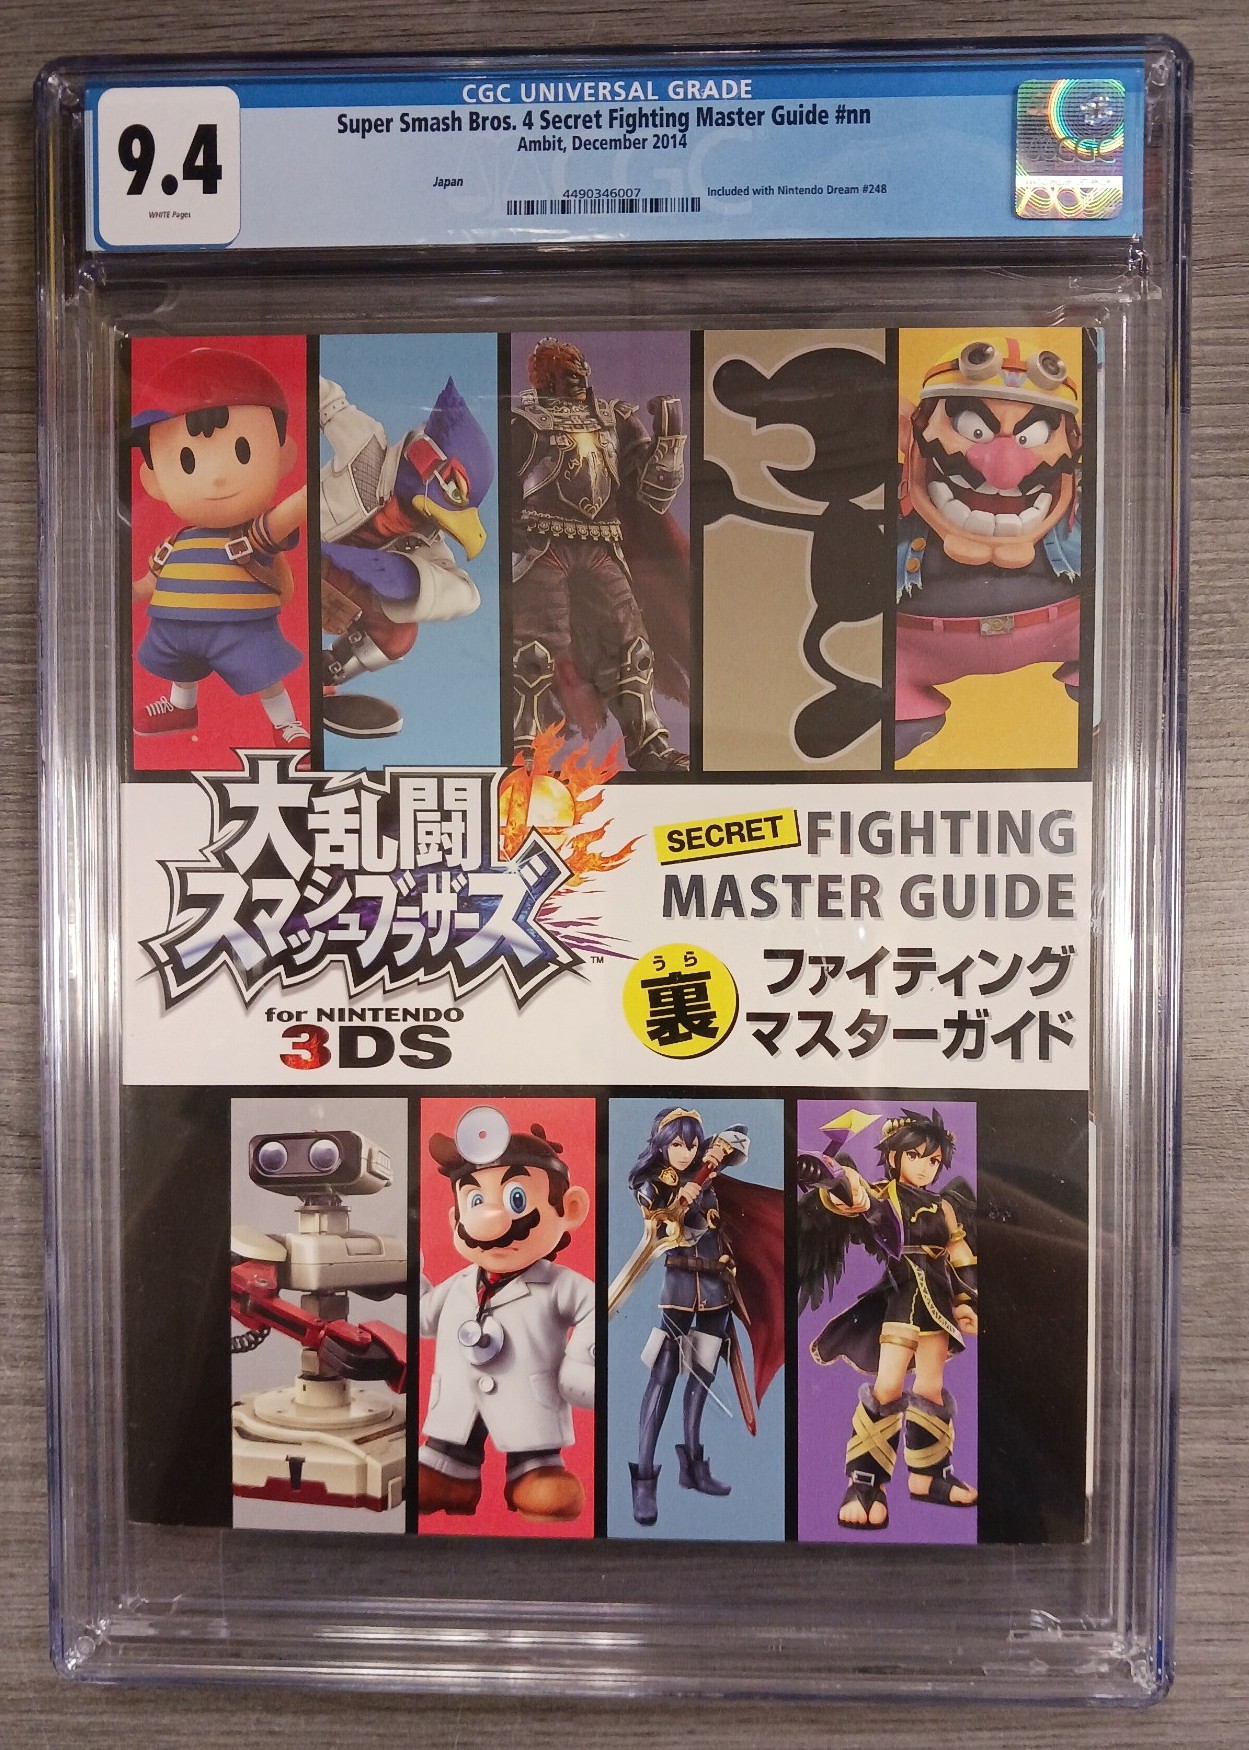 CGC UNIVERSAL GRADE
9.4
WHITE Pages
Super Smash Bros. 4 Secret Fighting Master Guide #nn
Ambit, December 2014
Japan
4490346007
Included with Nintendo Dream #248
CGC
大乱闘
スマッシュブラザーズ
™
for NINTENDO
3DS
SECRET FIGHTING
MASTER GUIDE
うら
裏 ファイティング
マスターガイド